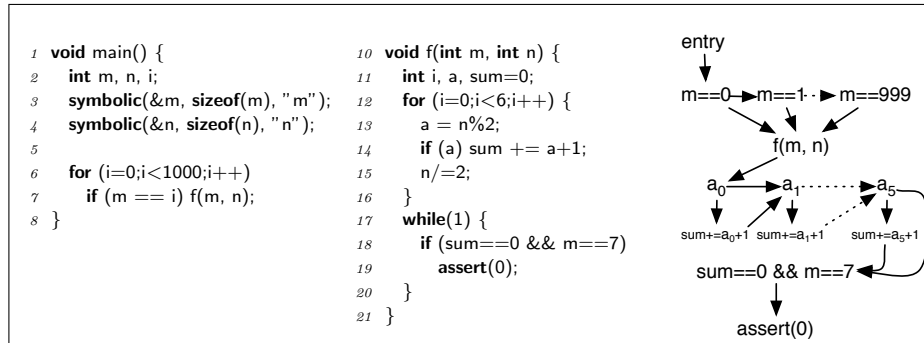 1 void main() {
2 int m, n, i;
3 symbolic(&m, sizeof(m), "m");
4 symbolic(&n, sizeof(n), "n");
5
6 for (i=0;i<1000;i++)
7 if (m == i) f(m, n);
8 }
10 void f(int m, int n) {
11 int i, a, sum=0;
12 for (i=0;i<6;i++) {
13 a = n%2;
14 if (a) sum += a+1;
15 n/=2;
16 }
17 while(1) {
18 if (sum==0 && m==7)
19 assert(0);
20 }
21 }
entry
m==0 m==1 m==999
f(m, n)
a0 a1 a5
sum+=a0+1 sum+=a1+1 sum+=a5+1
sum==0 && m==7
assert(0)